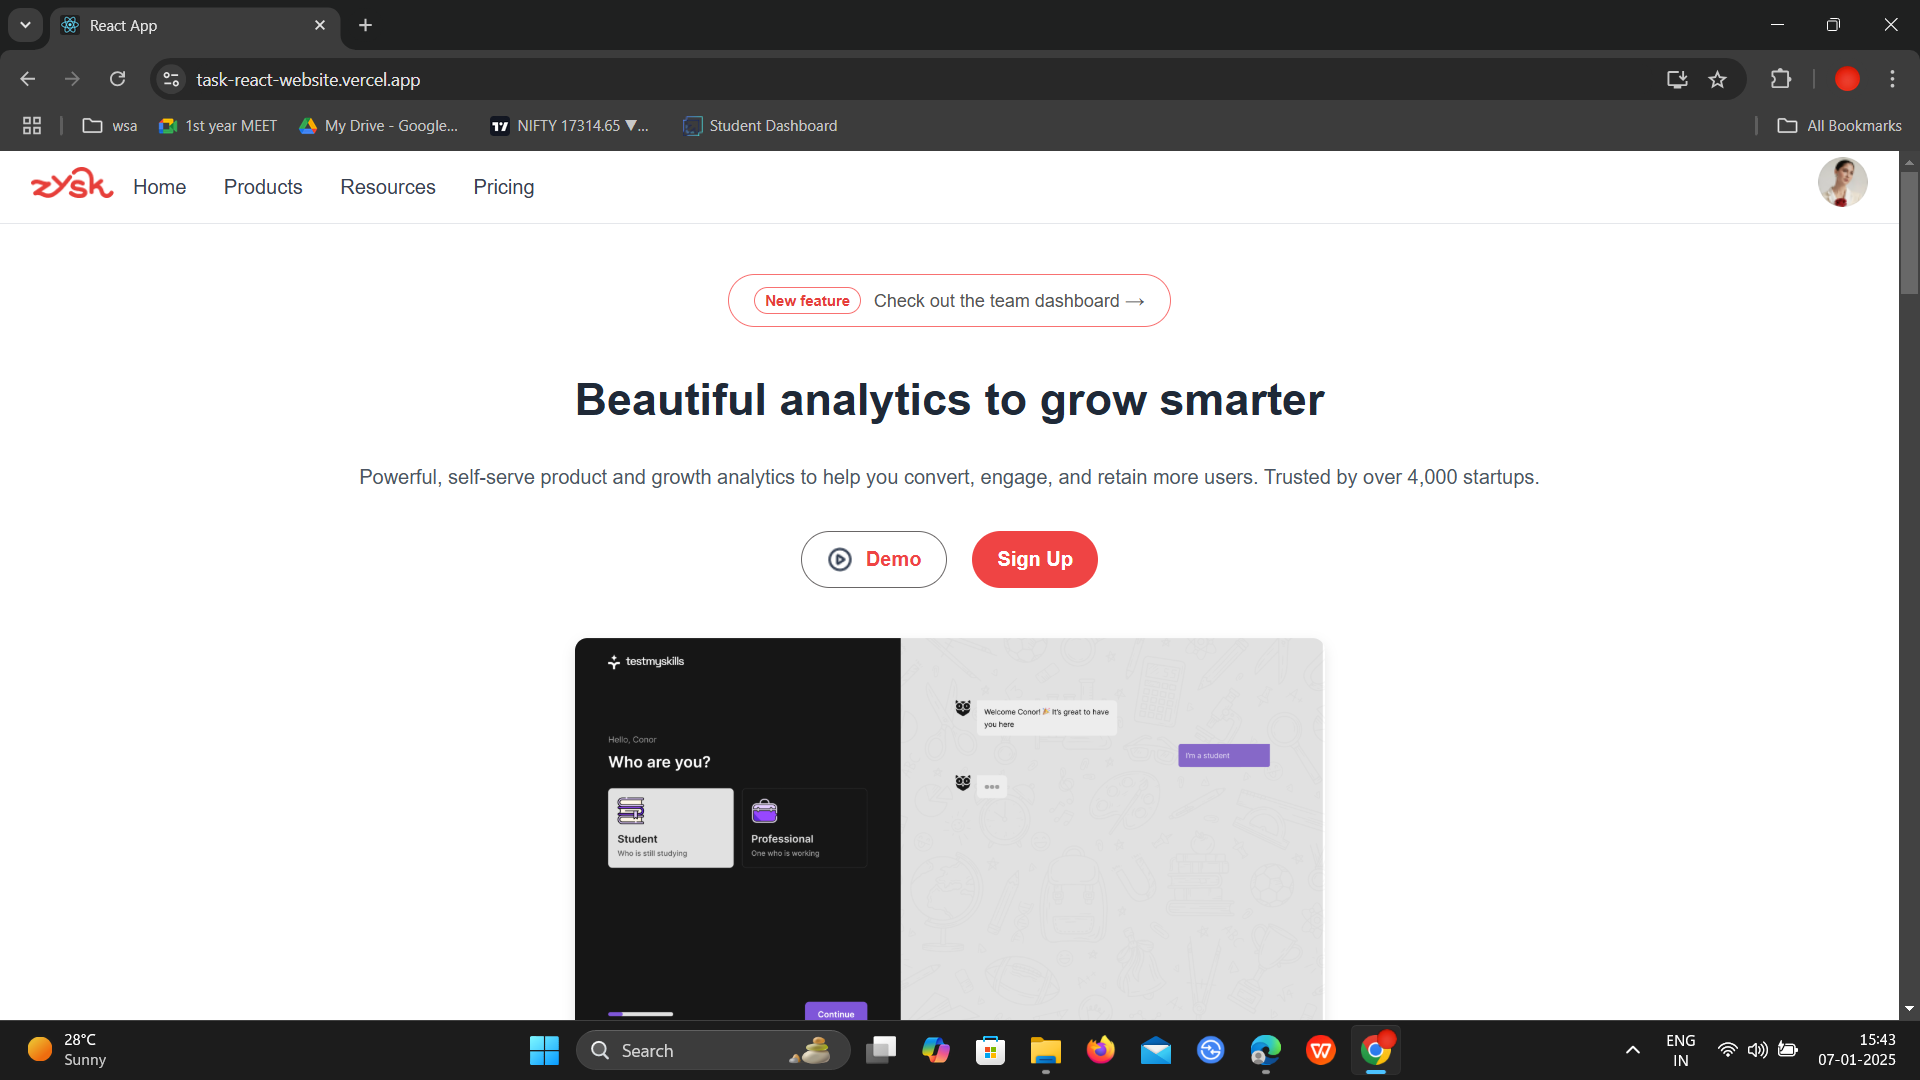 React App
task-react-website.vercel.app
wsa
1st year MEET
My Drive - Google...
NIFTY 17314.65 ▼...
Student Dashboard
All Bookmarks
zysk
Home
Products
Resources
Pricing
New feature
Check out the team dashboard →
Beautiful analytics to grow smarter
Powerful, self-serve product and growth analytics to help you convert, engage, and retain more users. Trusted by over 4,000 startups.
Demo
Sign Up
testmyskills
Hello, Conor
Who are you?
Student
Who is still studying
Professional
One who is working
Continue
Welcome Conor! 🎉 It's great to have
you here
I'm a student
28°C
Sunny
Search
ENG
IN
15:43
07-01-2025